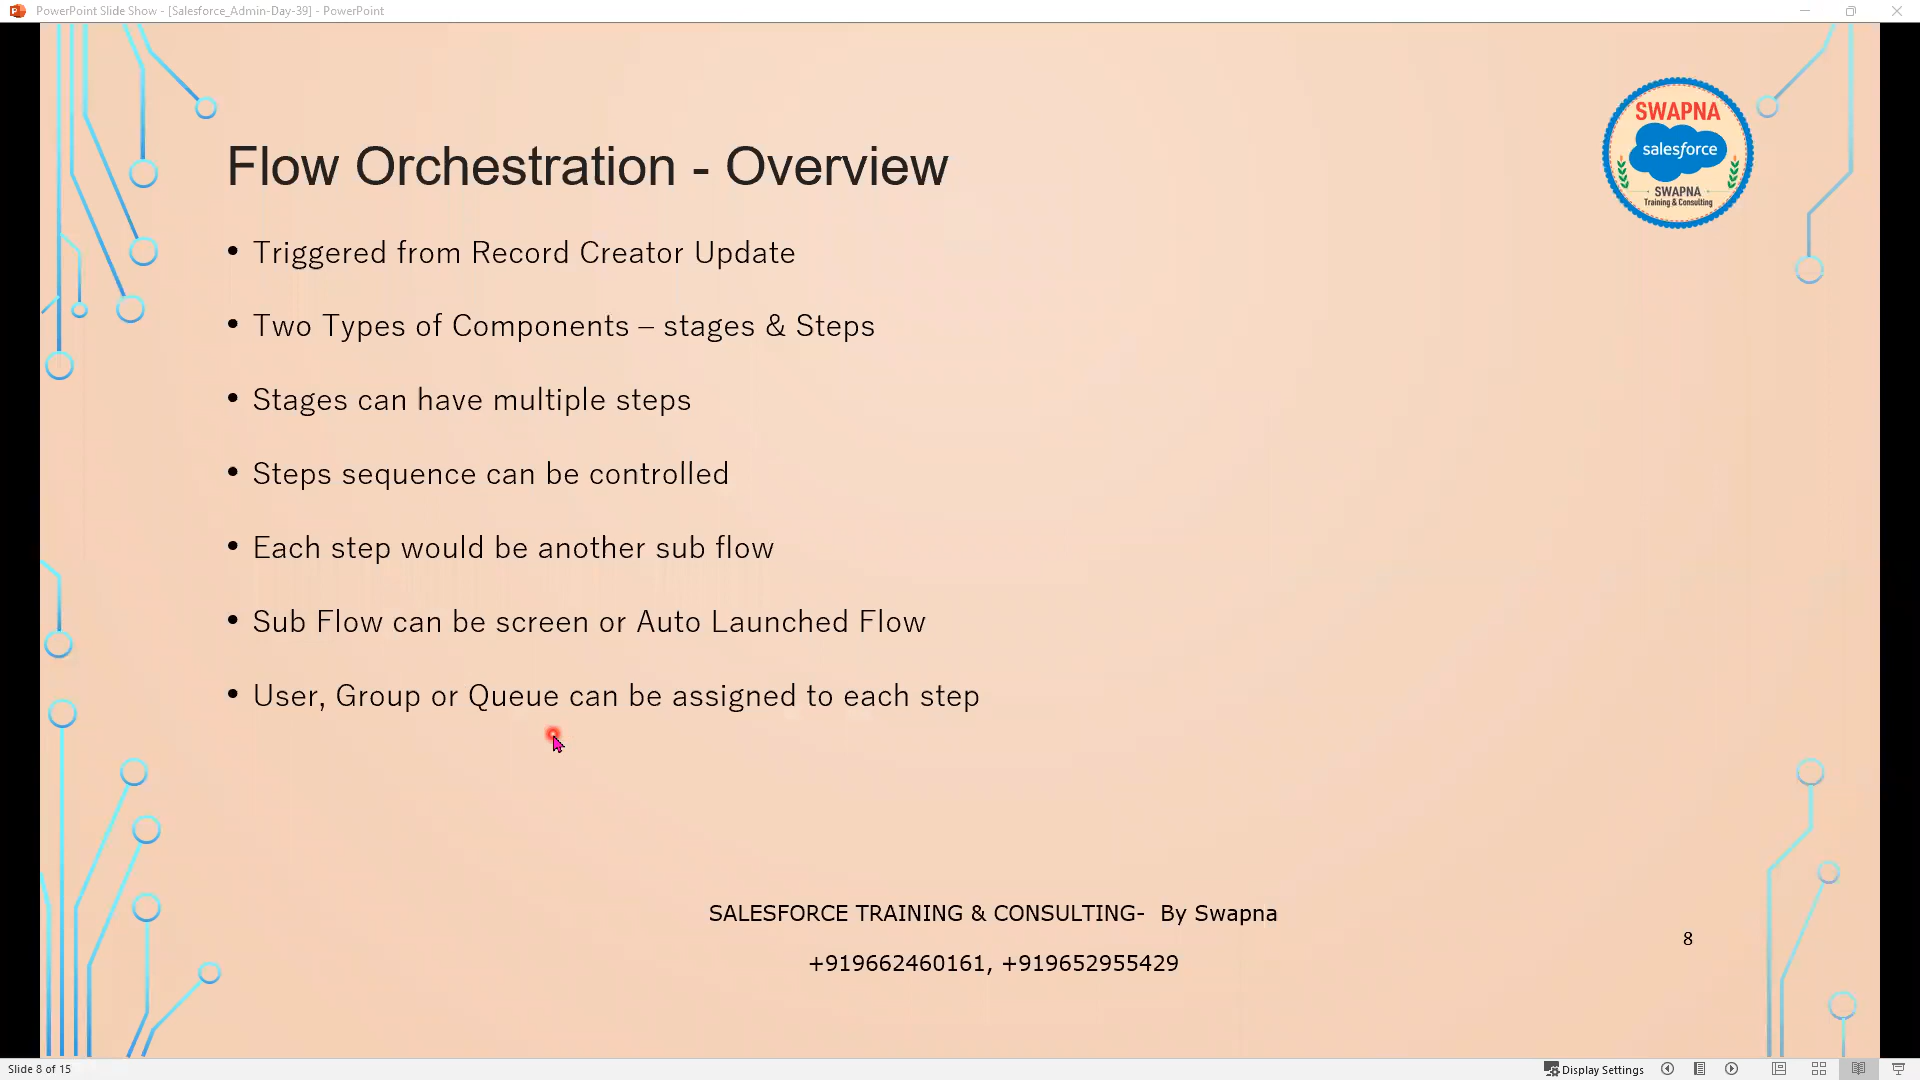 PowerPoint Slide Show - [Salesforce_Admin-Day-39] - PowerPoint
SWAPNA
salesforce
SWAPNA
Training & Consulting
Flow Orchestration - Overview
• Triggered from Record Creator Update
• Two Types of Components – stages & Steps
• Stages can have multiple steps
• Steps sequence can be controlled
• Each step would be another sub flow
• Sub Flow can be screen or Auto Launched Flow
• User, Group or Queue can be assigned to each step
SALESFORCE TRAINING & CONSULTING- By Swapna
+919662460161, +919652955429
8
Slide 8 of 15
Display Settings